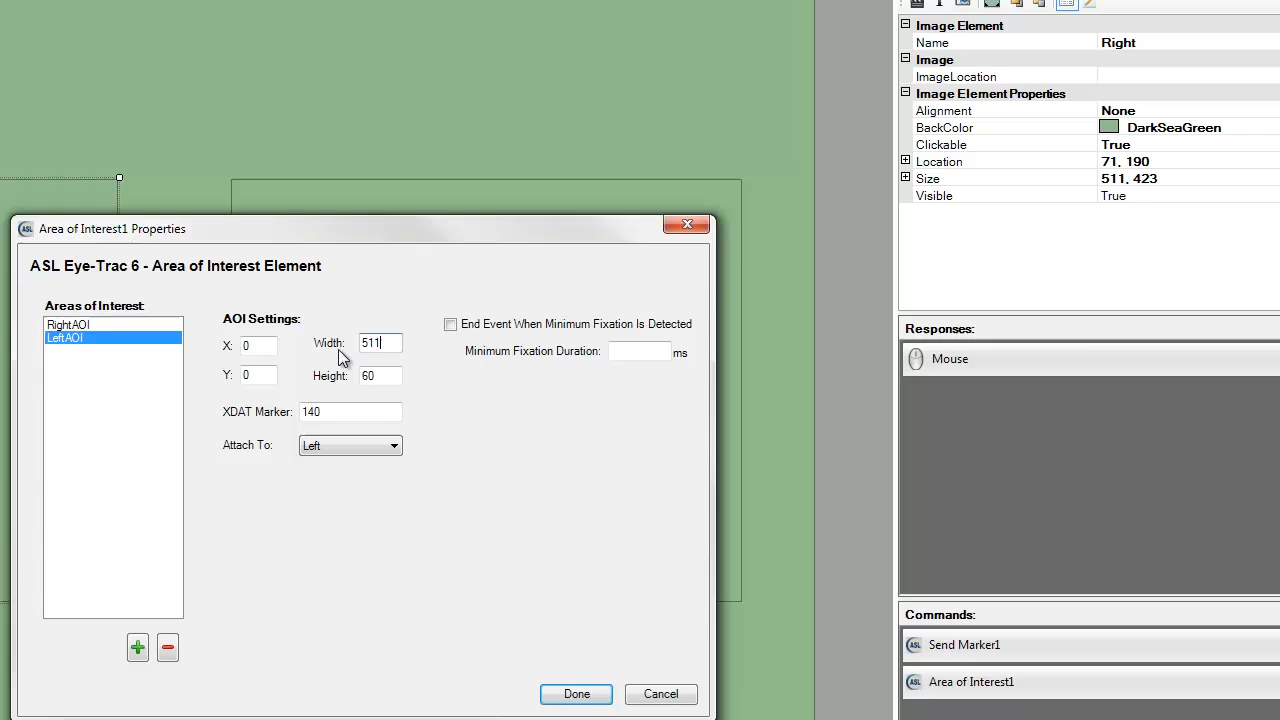 Image Element
Name Right
Image
ImageLocation
Image Element Properties
Alignment None
BackColor DarkSeaGreen
Clickable True
Location 71, 190
Size 511, 423
Visible True
ASL Area of Interest1 Properties
ASL Eye-Trac 6 - Area of Interest Element
Areas of Interest:
RightAOI
LeftAOI
AOI Settings:
X: 0 Width: 511
Y: 0 Height: 60
XDAT Marker: 140
Attach To: Left
End Event When Minimum Fixation Is Detected
Minimum Fixation Duration: ms
Done Cancel
Responses:
Mouse
Commands:
ASL Send Marker1
ASL Area of Interest1